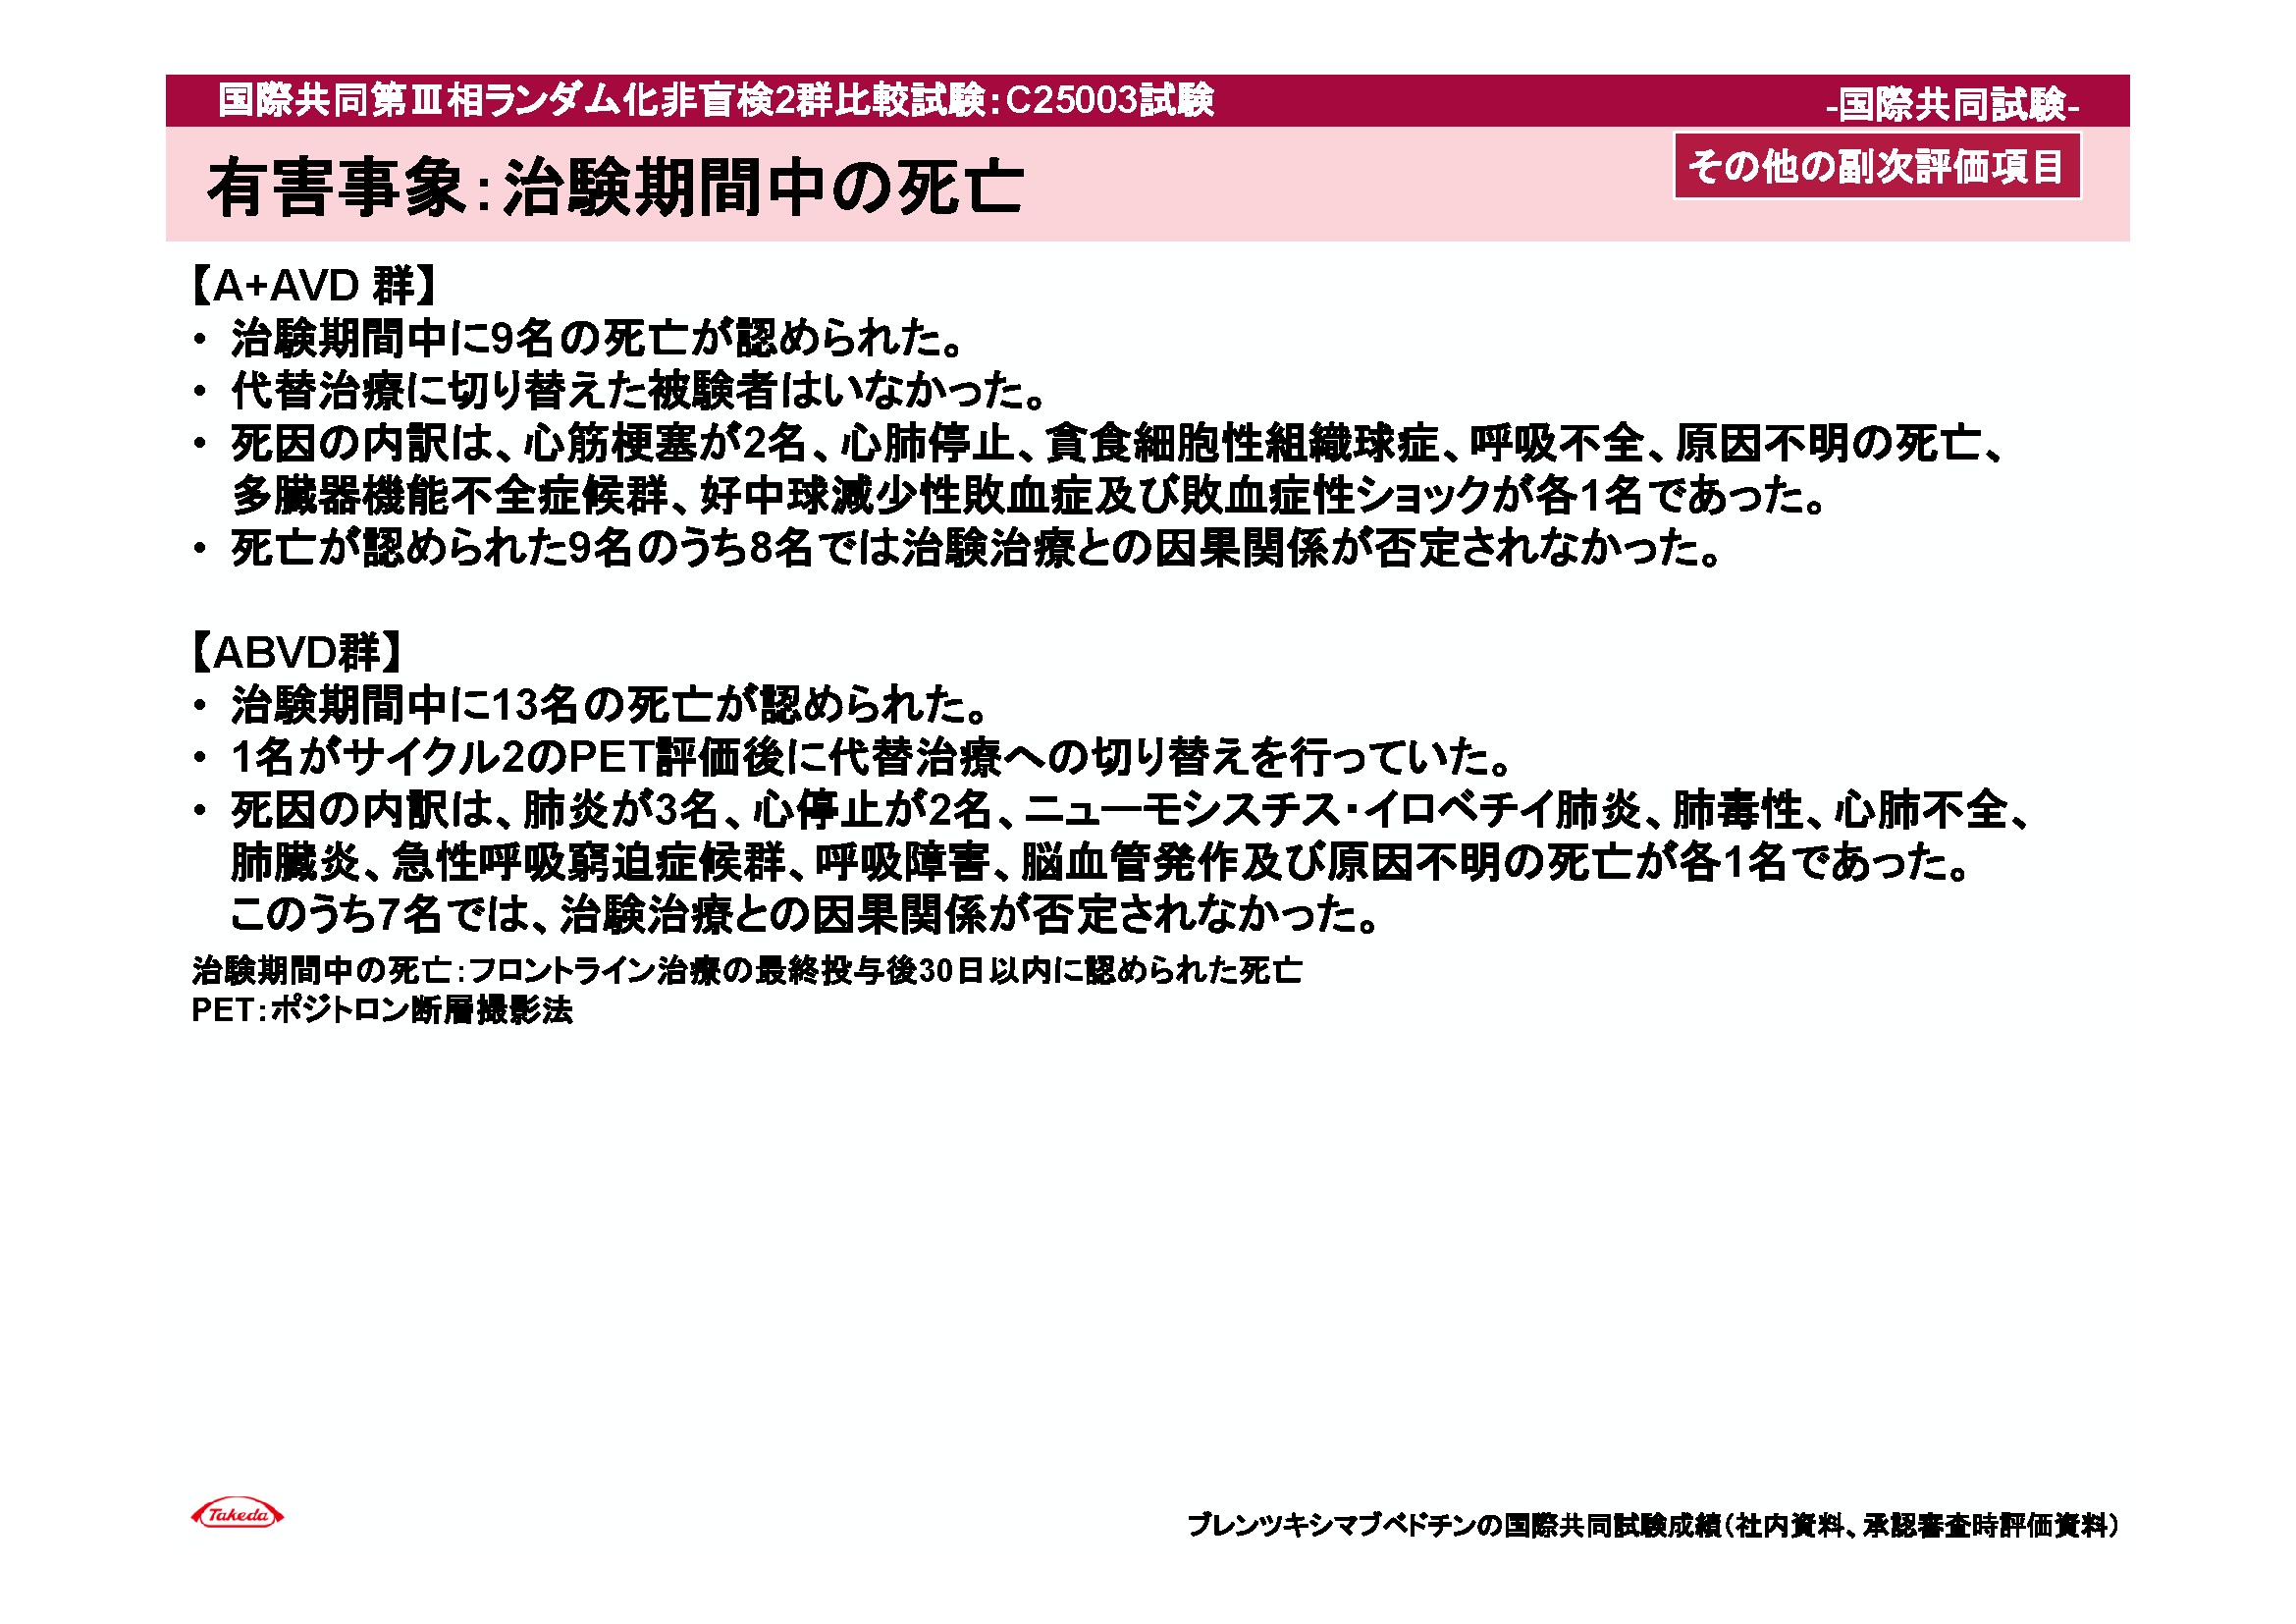 国際共同第Ⅲ相ランダム化非盲検2群比較試験：C25003試験
-国際共同試験-
有害事象：治験期間中の死亡
その他の副次評価項目
【A+AVD 群】
• 治験期間中に9名の死亡が認められた。
• 代替治療に切り替えた被験者はいなかった。
• 死因の内訳は、心筋梗塞が2名、心肺停止、貪食細胞性組織球症、呼吸不全、原因不明の死亡、
多臓器機能不全症候群、好中球減少性敗血症及び敗血症性ショックが各1名であった。
• 死亡が認められた9名のうち8名では治験治療との因果関係が否定されなかった。
【ABVD群】
• 治験期間中に13名の死亡が認められた。
• 1名がサイクル2のPET評価後に代替治療への切り替えを行っていた。
• 死因の内訳は、肺炎が3名、心停止が2名、ニューモシスチス・イロベチイ肺炎、肺毒性、心肺不全、
肺臓炎、急性呼吸窮迫症候群、呼吸障害、脳血管発作及び原因不明の死亡が各1名であった。
このうち7名では、治験治療との因果関係が否定されなかった。
治験期間中の死亡：フロントライン治療の最終投与後30日以内に認められた死亡
PET：ポジトロン断層撮影法
Takeda
ブレンツキシマブベドチンの国際共同試験成績（社内資料、承認審査時評価資料）